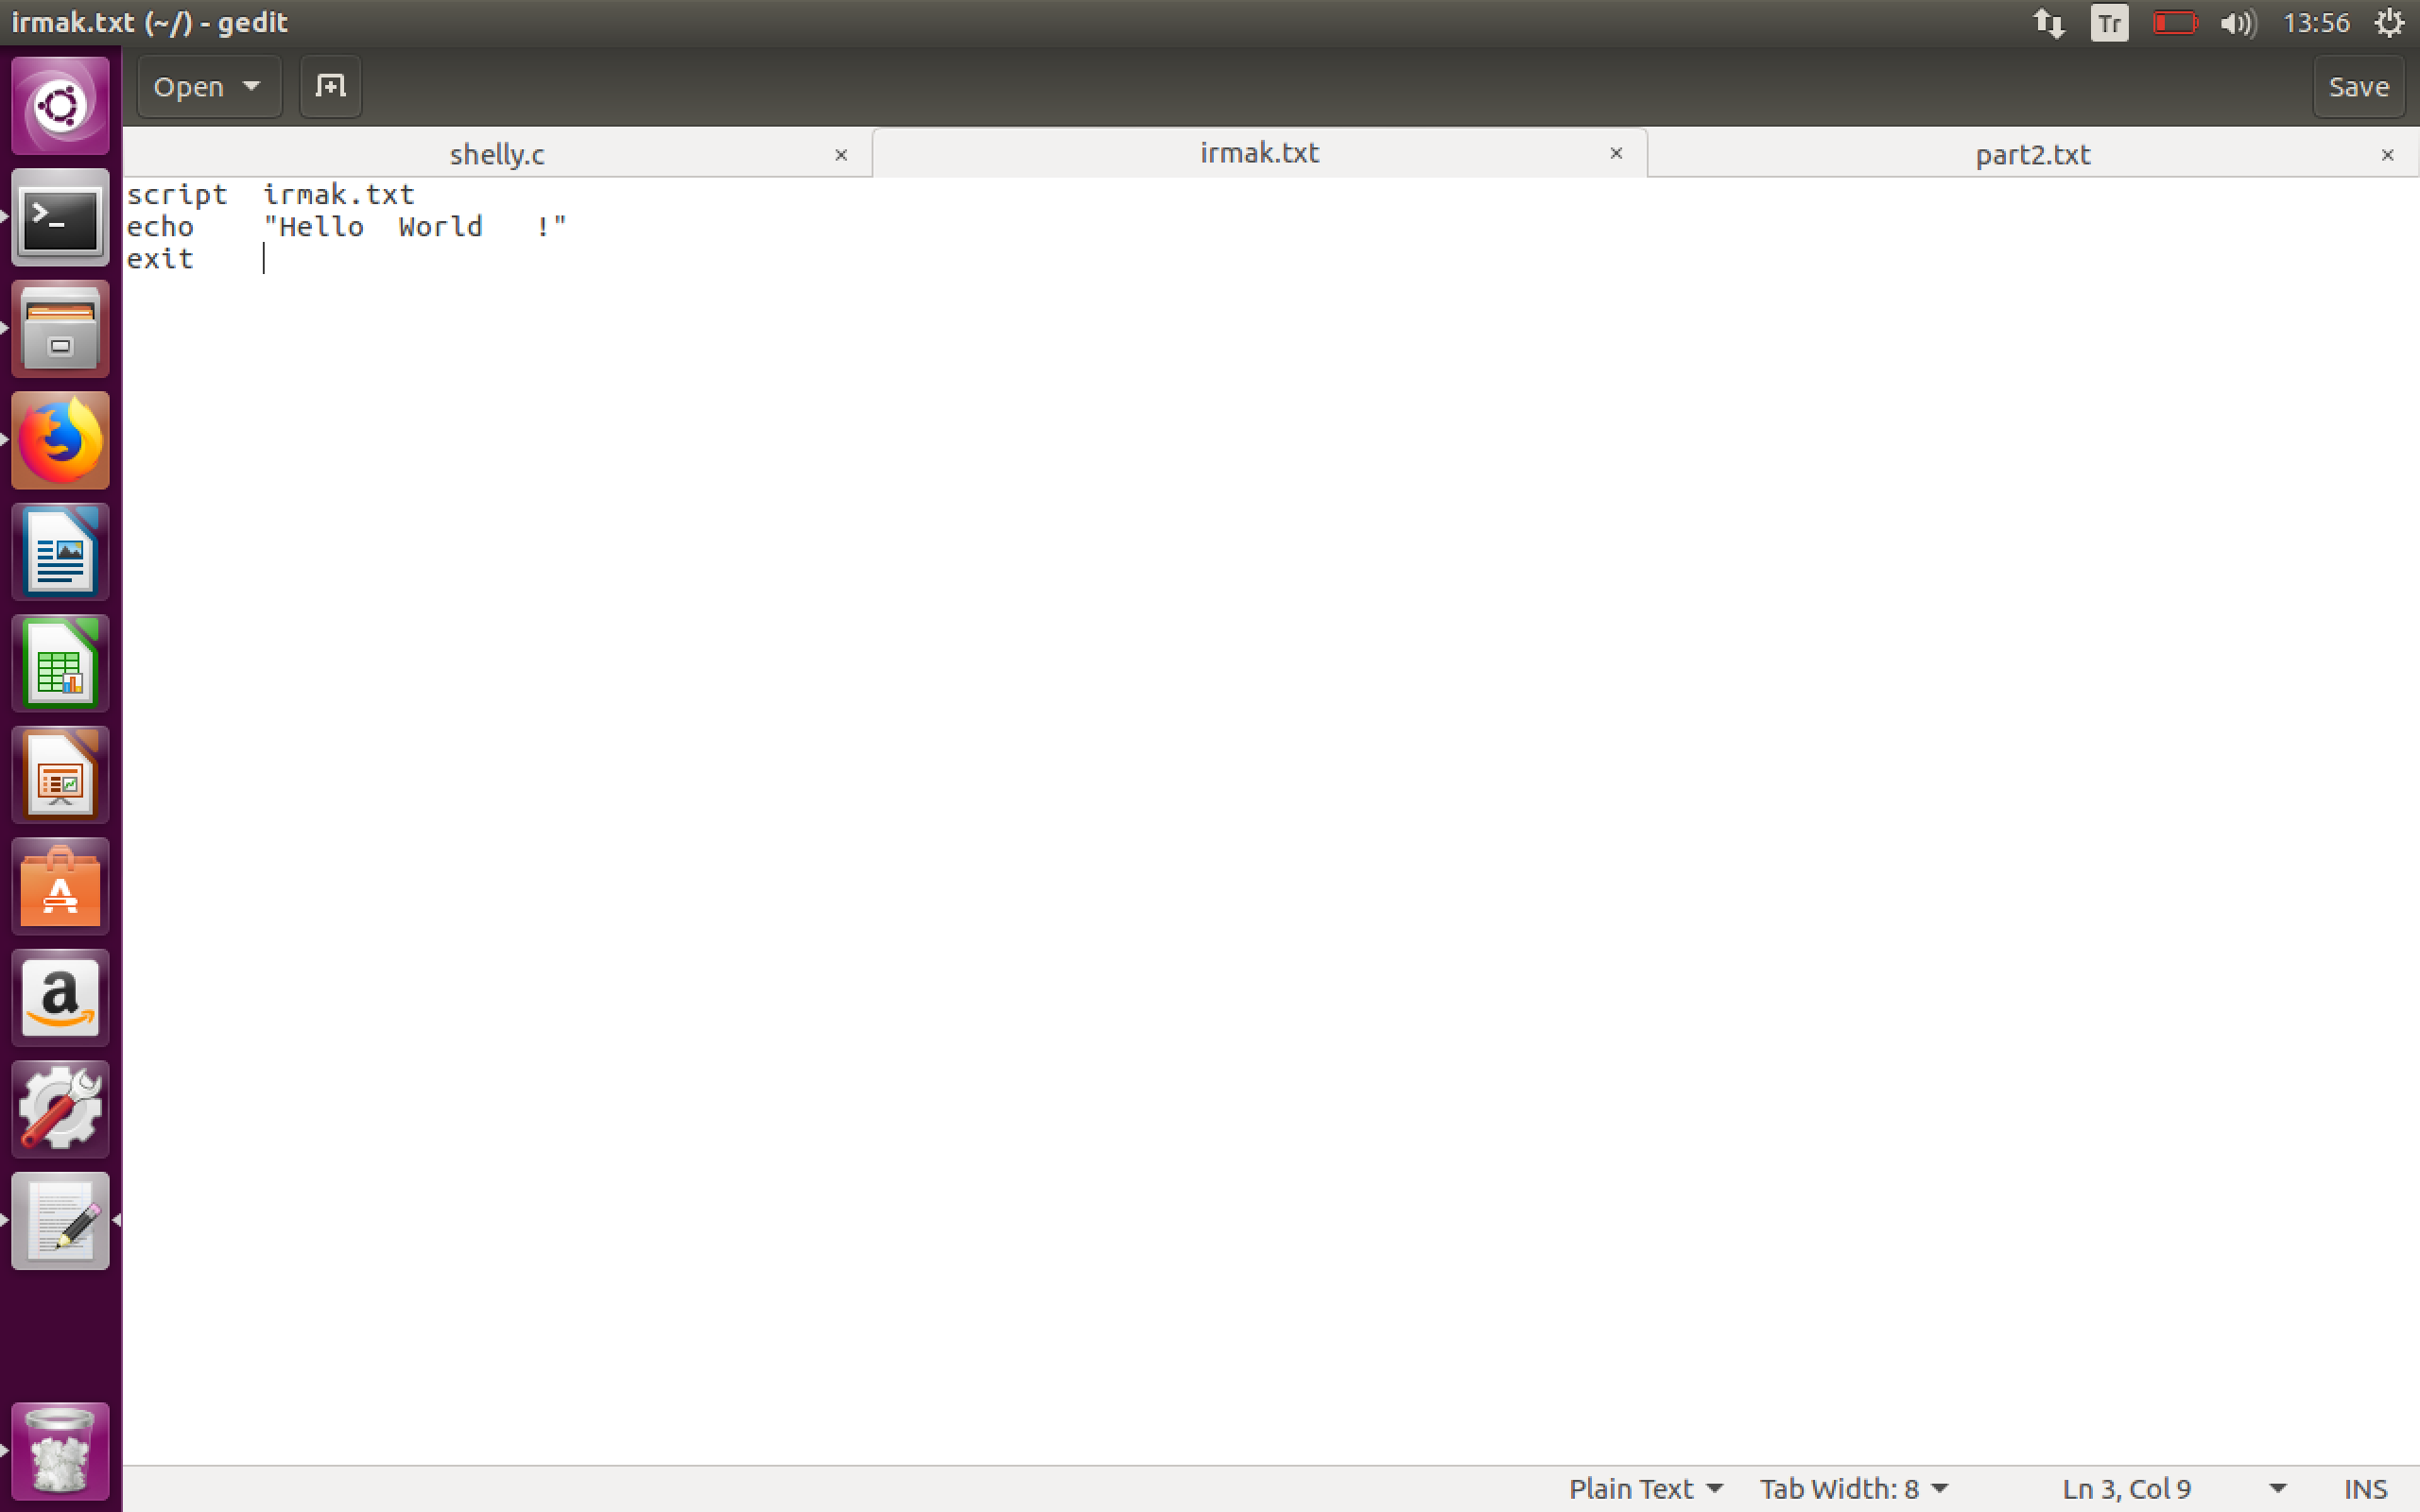 irmak.txt (~/) - gedit
Tr
13:56
Open
Save
shelly.c
irmak.txt
part2.txt
script  irmak.txt
echo    "Hello  World   !"
exit
Plain Text
Tab Width: 8
Ln 3, Col 9
INS